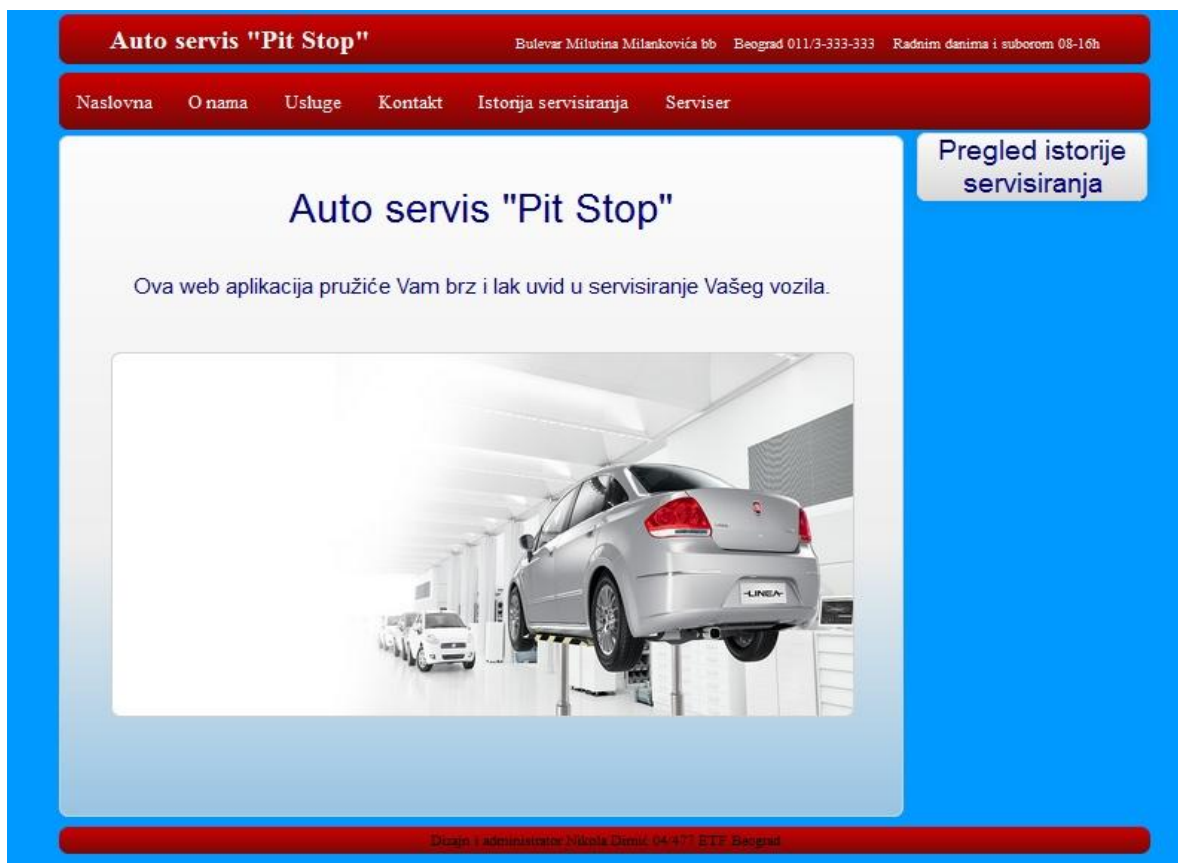 Auto servis "Pit Stop"
Bulevar Milutina Milankovića bb Beograd 011/3-333-333 Radnim danima i suborom 08-16h
Naslovna O nama Usluge Kontakt Istorija servisiranja Serviser
Pregled istorije
servisiranja
Auto servis "Pit Stop"
Ova web aplikacija pružiće Vam brz i lak uvid u servisiranje Vašeg vozila.
-LINEA-
Dizajn i administrator Nikola 04/477 ETF Beograd